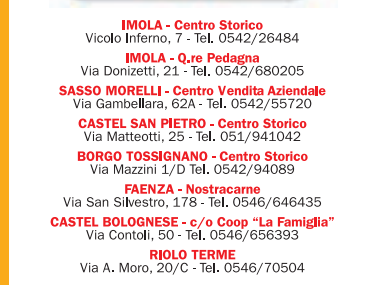 IMOLA - Centro Storico
Vicolo Inferno, 7 - Tel. 0542/26484
IMOLA - Q.re Pedagna
Via Donizetti, 21 - Tel. 0542/680205
SASSO MORELLI - Centro Vendita Aziendale
Via Gambellara, 62A - Tel. 0542/55720
CASTEL SAN PIETRO - Centro Storico
Via Matteotti, 25 - Tel. 051/941042
BORGO TOSSIGNANO - Centro Storico
Via Mazzini 1/D Tel. 0542/94089
FAENZA - Nostracarne
Via San Silvestro, 178 - Tel. 0546/646435
CASTEL BOLOGNESE - c/o Coop “La Famiglia”
Via Contoli, 50 - Tel. 0546/656393
RIOLO TERME
Via A. Moro, 20/C - Tel. 0546/70504